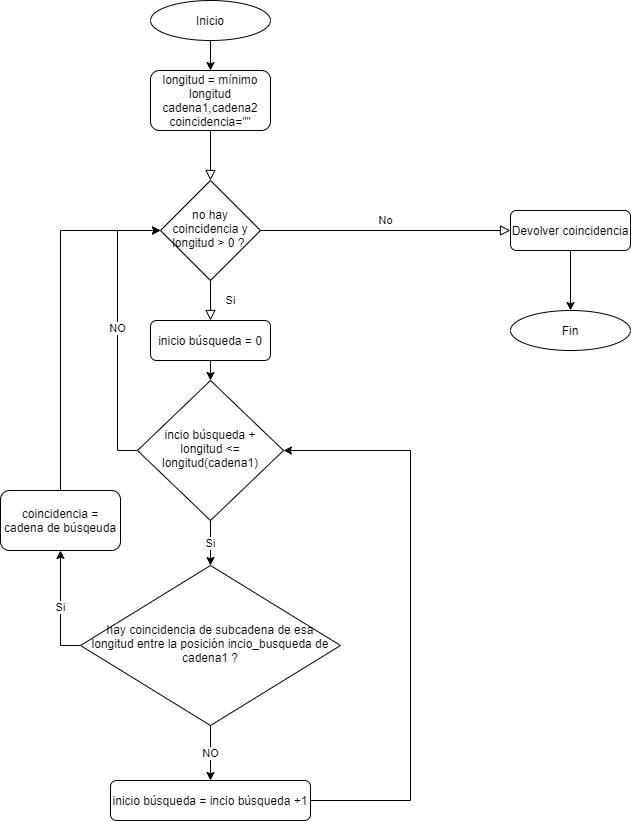 Inicio
longitud = mínimo
longitud
cadena1,cadena2
coincidencia=""
no hay
coincidencia y
longitud > 0 ?
No
Devolver coincidencia
Si
Fin
NO
inicio búsqueda = 0
incio búsqueda +
longitud <=
longitud(cadena1)
coincidencia =
cadena de búsqeuda
Si
hay coincidencia de subcadena de esa
longitud entre la posición incio_busqueda de
cadena1 ?
Si
NO
inicio búsqueda = incio búsqueda +1